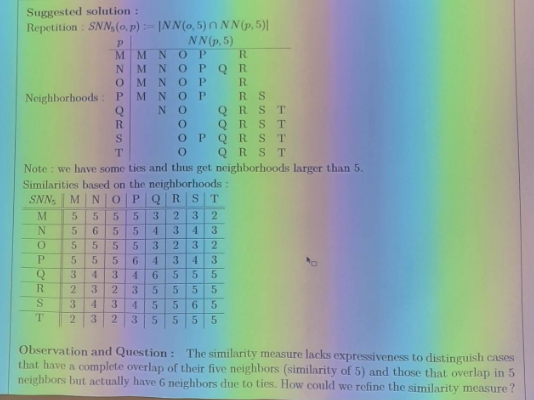 Suggested solution :
Repetition : SNN₅(o, p) := |NN(o, 5) ∩ NN(p, 5)|
p NN(p, 5)
M M N O P R
N M N O P Q R
O M N O P R
Neighborhoods : P M N O P R S
Q N O Q R S T
R O Q R S T
S O P Q R S T
T O Q R S T
Note : we have some ties and thus get neighborhoods larger than 5.
Similarities based on the neighborhoods :
SNN₅ M N O P Q R S T
M 5 5 5 5 3 2 3 2
N 5 6 5 5 4 3 4 3
O 5 5 5 5 3 2 3 2
P 5 5 5 6 4 3 4 3
Q 3 4 3 4 6 5 5 5
R 2 3 2 3 5 5 5 5
S 3 4 3 4 5 5 6 5
T 2 3 2 3 5 5 5 5
Observation and Question : The similarity measure lacks expressiveness to distinguish cases
that have a complete overlap of their five neighbors (similarity of 5) and those that overlap in 5
neighbors but actually have 6 neighbors due to ties. How could we refine the similarity measure ?